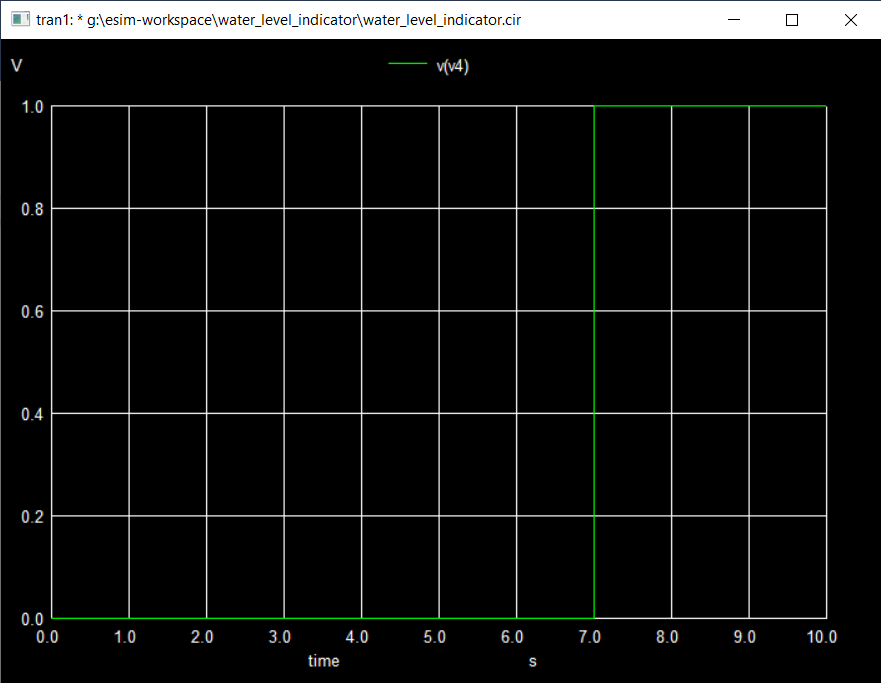 tran1: * g:\esim-workspace\water_level_indicator\water_level_indicator.cir
V
v(v4)
1.0
0.8
0.6
0.4
0.2
0.0
0.0 1.0 2.0 3.0 4.0 5.0 6.0 7.0 8.0 9.0 10.0
time s